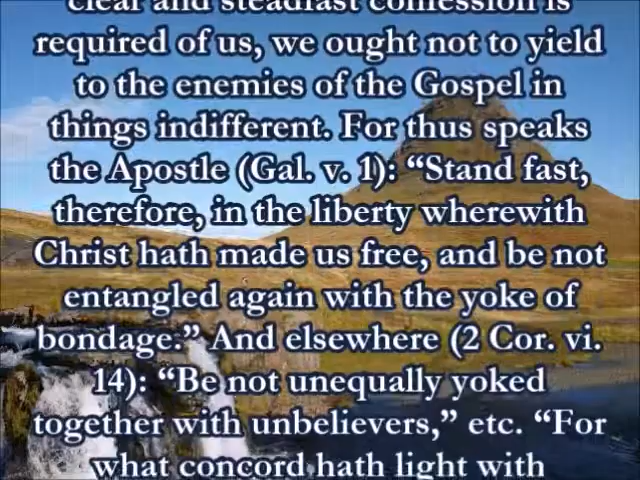 clear and steadfast confession is
required of us, we ought not to yield
to the enemies of the Gospel in
things indifferent. For thus speaks
the Apostle (Gal. v. 1): “Stand fast,
therefore, in the liberty wherewith
Christ hath made us free, and be not
entangled again with the yoke of
bondage.” And elsewhere (2 Cor. vi.
14): “Be not unequally yoked
together with unbelievers,” etc. “For
what concord hath light with